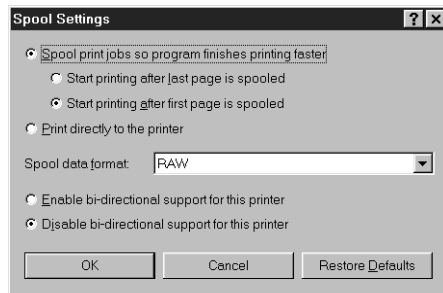 Spool Settings
Spool print jobs so program finishes printing faster
Start printing after last page is spooled
Start printing after first page is spooled
Print directly to the printer
Spool data format: RAW
Enable bi-directional support for this printer
Disable bi-directional support for this printer
OK Cancel Restore Defaults